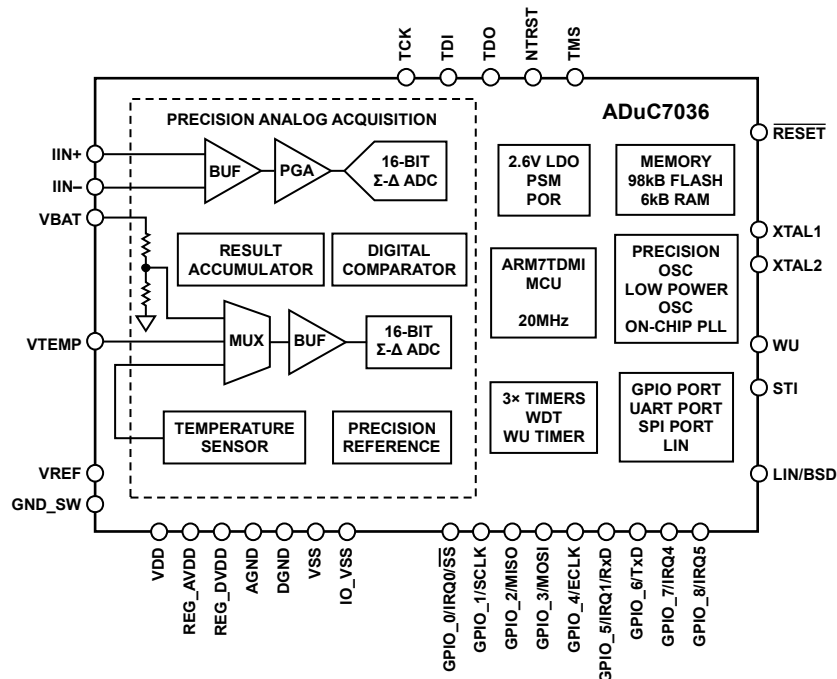 TCK
TDI
TDO
NTRST
TMS
PRECISION ANALOG ACQUISITION
ADuC7036
RESET
IIN+
IIN–
VBAT
BUF
PGA
16-BIT
Σ-Δ ADC
2.6V LDO
PSM
POR
MEMORY
98kB FLASH
6kB RAM
XTAL1
XTAL2
RESULT
ACCUMULATOR
DIGITAL
COMPARATOR
ARM7TDMI
MCU
20MHz
PRECISION
OSC
LOW POWER
OSC
ON-CHIP PLL
VTEMP
MUX
BUF
16-BIT
Σ-Δ ADC
WU
STI
TEMPERATURE
SENSOR
PRECISION
REFERENCE
3× TIMERS
WDT
WU TIMER
GPIO PORT
UART PORT
SPI PORT
LIN
VREF
GND_SW
LIN/BSD
VDD
REG_AVDD
REG_DVDD
AGND
DGND
VSS
IO_VSS
GPIO_0/IRQ0/SS
GPIO_1/SCLK
GPIO_2/MISO
GPIO_3/MOSI
GPIO_4/ECLK
GPIO_5/IRQ1/RxD
GPIO_6/TxD
GPIO_7/IRQ4
GPIO_8/IRQ5